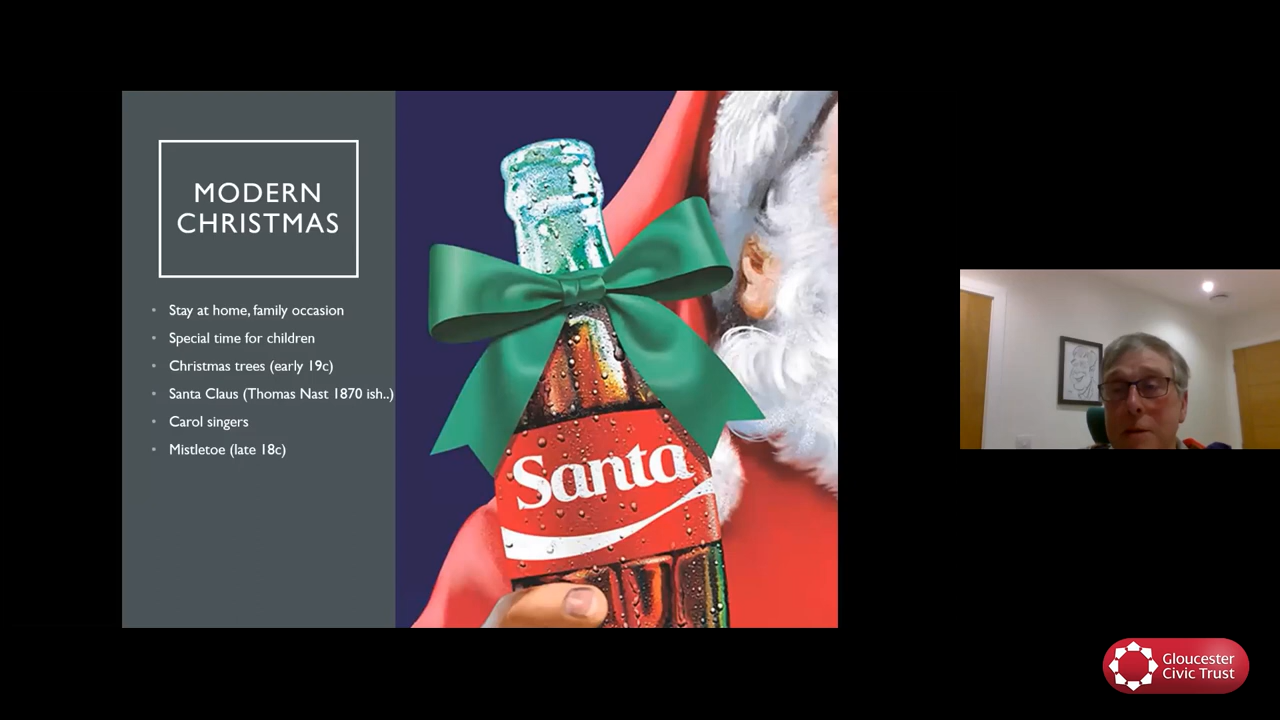 MODERN
CHRISTMAS
• Stay at home, family occasion
• Special time for children
• Christmas trees (early 19c)
• Santa Claus (Thomas Nast 1870 ish..)
• Carol singers
• Mistletoe (late 18c)
Santa
Gloucester
Civic Trust